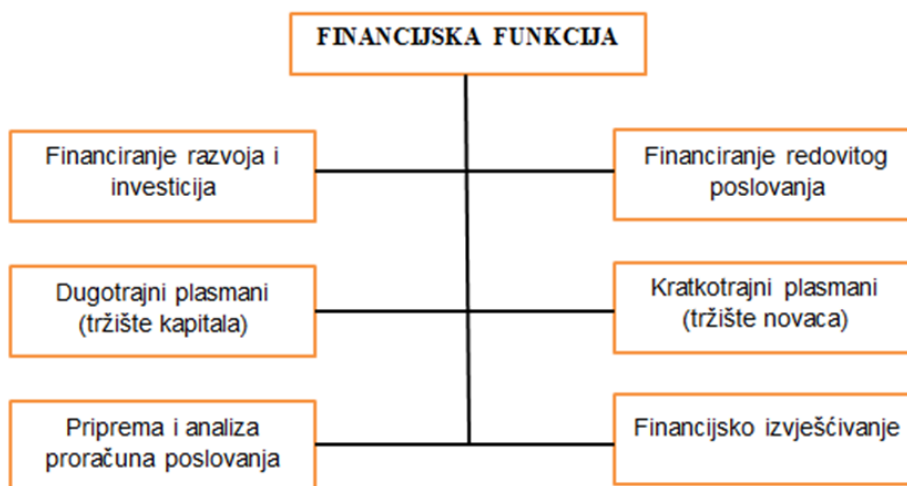 FINANCIJSKA FUNKCIJA
Financiranje razvoja i
investicija
Financiranje redovitog
poslovanja
Dugotrajni plasmani
(tržište kapitala)
Kratkotrajni plasmani
(tržište novaca)
Priprema i analiza
proračuna poslovanja
Financijsko izvješćivanje